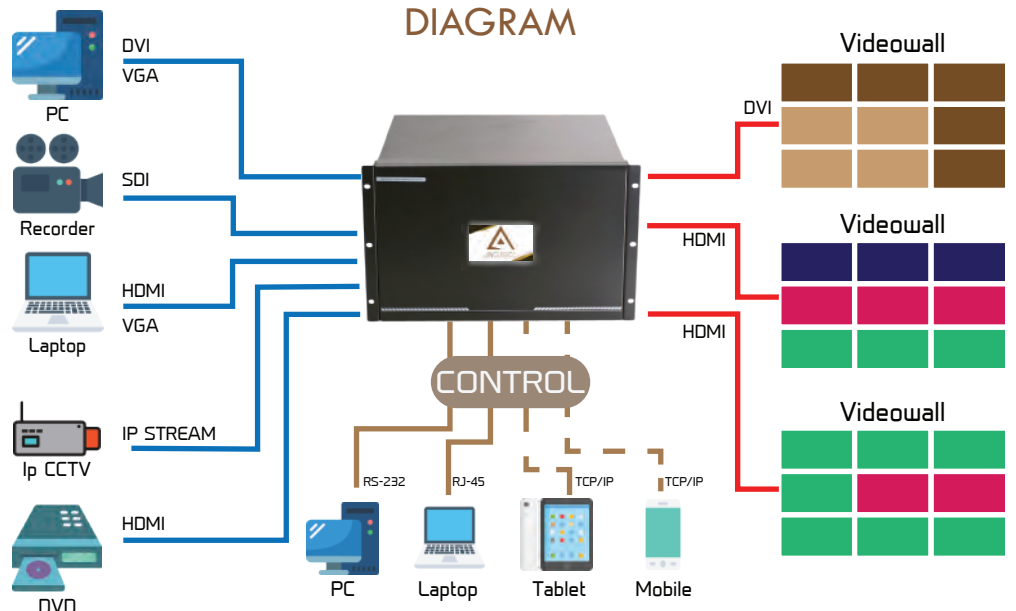 DIAGRAM
DVI
VGA
PC
SDI
Recorder
HDMI
VGA
Laptop
IP STREAM
Ip CCTV
HDMI
DVD
CONTROL
RS-232
RJ-45
TCP/IP
TCP/IP
PC
Laptop
Tablet
Mobile
DVI
Videowall
HDMI
Videowall
HDMI
Videowall